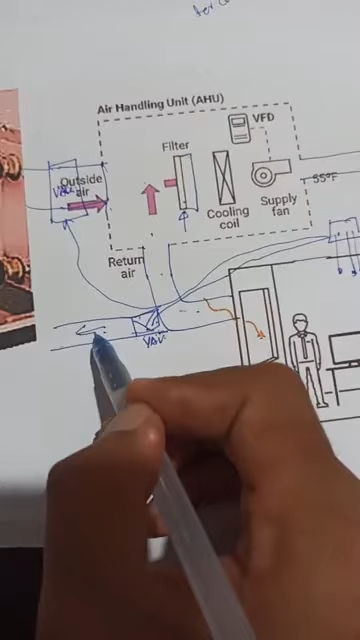 Air Handling Unit (AHU)
VFD
Filter
Outside
air
VAV
55°F
Cooling
coil
Supply
fan
Return
air
VAV